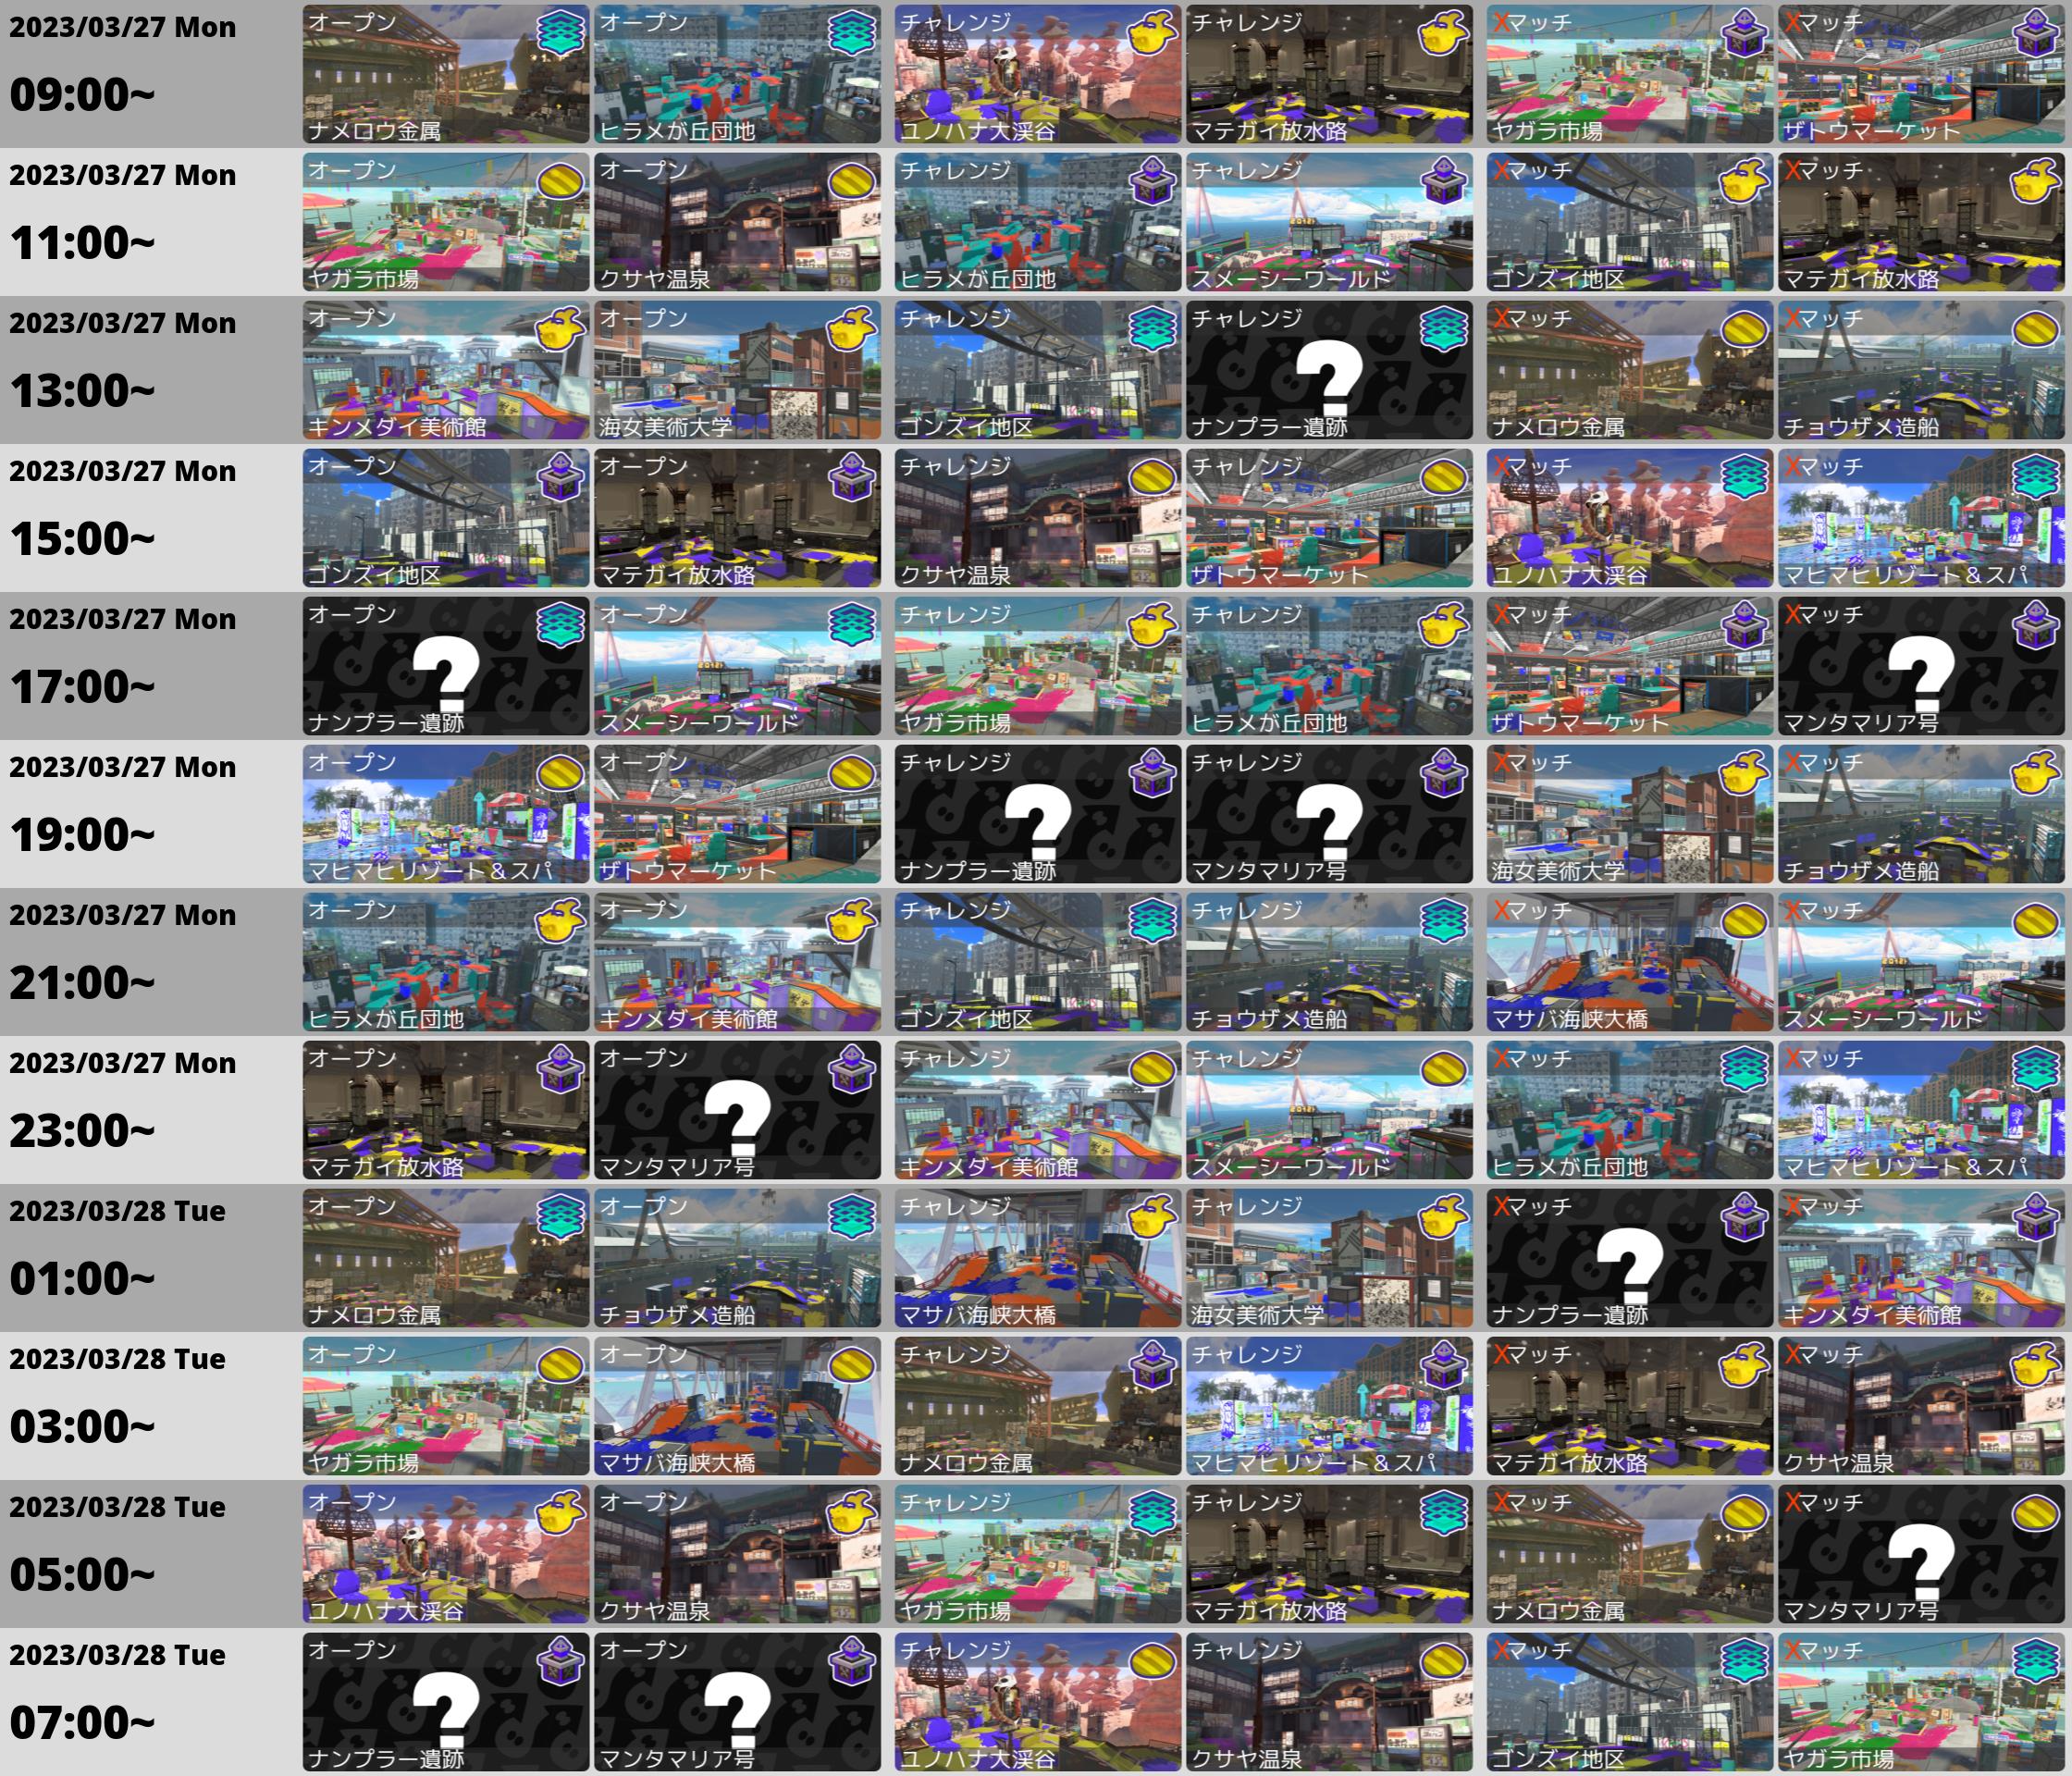 2023/03/27 Mon
09:00~
オープン オープン チャレンジ チャレンジ Xマッチ Xマッチ
ナメロウ金属 ヒラメが丘団地 ユノハナ大渓谷 マテガイ放水路 ヤガラ市場 ザトウマーケット
2023/03/27 Mon
11:00~
オープン オープン チャレンジ チャレンジ Xマッチ Xマッチ
ヤガラ市場 クサヤ温泉 ヒラメが丘団地 スメーシーワールド ゴンズイ地区 マテガイ放水路
2023/03/27 Mon
13:00~
オープン オープン チャレンジ チャレンジ Xマッチ Xマッチ
キンメダイ美術館 海女美術大学 ゴンズイ地区 ナンプラー遺跡 ナメロウ金属 チョウザメ造船
2023/03/27 Mon
15:00~
オープン オープン チャレンジ チャレンジ Xマッチ Xマッチ
ゴンズイ地区 マテガイ放水路 クサヤ温泉 ザトウマーケット ユノハナ大渓谷 マヒマヒリゾート&スパ
2023/03/27 Mon
17:00~
オープン オープン チャレンジ チャレンジ Xマッチ Xマッチ
ナンプラー遺跡 スメーシーワールド ヤガラ市場 ヒラメが丘団地 ザトウマーケット マンタマリア号
2023/03/27 Mon
19:00~
オープン オープン チャレンジ チャレンジ Xマッチ Xマッチ
マヒマヒリゾート&スパ ザトウマーケット ナンプラー遺跡 マンタマリア号 海女美術大学 チョウザメ造船
2023/03/27 Mon
21:00~
オープン オープン チャレンジ チャレンジ Xマッチ Xマッチ
ヒラメが丘団地 キンメダイ美術館 ゴンズイ地区 チョウザメ造船 マサバ海峡大橋 スメーシーワールド
2023/03/27 Mon
23:00~
オープン オープン チャレンジ チャレンジ Xマッチ Xマッチ
マテガイ放水路 マンタマリア号 キンメダイ美術館 スメーシーワールド ヒラメが丘団地 マヒマヒリゾート&スパ
2023/03/28 Tue
01:00~
オープン オープン チャレンジ チャレンジ Xマッチ Xマッチ
ナメロウ金属 チョウザメ造船 マサバ海峡大橋 海女美術大学 ナンプラー遺跡 キンメダイ美術館
2023/03/28 Tue
03:00~
オープン オープン チャレンジ チャレンジ Xマッチ Xマッチ
ヤガラ市場 マサバ海峡大橋 ナメロウ金属 マヒマヒリゾート&スパ マテガイ放水路 クサヤ温泉
2023/03/28 Tue
05:00~
オープン オープン チャレンジ チャレンジ Xマッチ Xマッチ
ユノハナ大渓谷 クサヤ温泉 ヤガラ市場 マテガイ放水路 ナメロウ金属 マンタマリア号
2023/03/28 Tue
07:00~
オープン オープン チャレンジ チャレンジ Xマッチ Xマッチ
ナンプラー遺跡 マンタマリア号 ユノハナ大渓谷 クサヤ温泉 ゴンズイ地区 ヤガラ市場